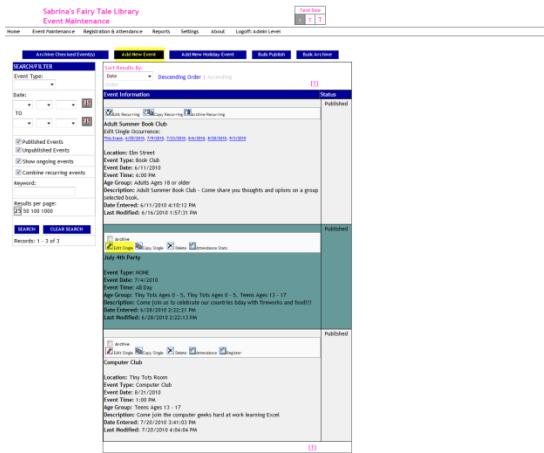 Sabrina's Fairy Tale Library
Event Maintenance
Text Size
T T T
Home Event Maintenance Registration & Attendance Reports Settings About Logoff: Admin Level
Archive Checked Event(s) Add New Event Add New Holiday Event Bulk Publish Bulk Archive
SEARCH/FILTER
Event Type:
Date:
TO
Published Events
Unpublished Events
Show ongoing events
Combine recurring events
Keyword:
Results per page:
25 50 100 1000
SEARCH CLEAR SEARCH
Records: 1 - 3 of 3
Sort Results By:
Date Descending Order | Ascending
Order
[1]
Event Information Status
Published
Edit Recurring Copy Recurring Archive Recurring
Adult Summer Book Club
Edit Single Occurrence:
Location: Elm Street
Event Type: Book Club
Event Date: 6/11/2010
Event Time: 6:00 PM
Age Group: Adults Ages 18 or older
Description: Adult Summer Book Club - Come share you thoughts and opions on a group
selected book.
Date Entered: 6/11/2010 4:10:12 PM
Last Modified: 6/16/2010 1:57:31 PM
Published
Archive
Edit Single Copy Single Delete Attendance Stats
July 4th Party
Event Type: NONE
Event Date: 7/4/2010
Event Time: All Day
Age Group: Tiny Tots Ages 0 - 5, Tiny Tots Ages 0 - 5, Teens Ages 13 - 17
Description: Come join us to celebrate our countries bday with fireworks and food!!!!
Date Entered: 6/28/2010 2:22:21 PM
Last Modified: 6/28/2010 2:22:13 PM
Published
Archive
Edit Single Copy Single Delete Attendance Register
Computer Club
Location: Tiny Tots Room
Event Type: Computer Club
Event Date: 8/31/2010
Event Time: 1:00 PM
Age Group: Teens Ages 13 - 17
Description: Come join the computer geeks hard at work learning Excel
Date Entered: 7/20/2010 3:41:03 PM
Last Modified: 7/20/2010 4:06:06 PM
[1]